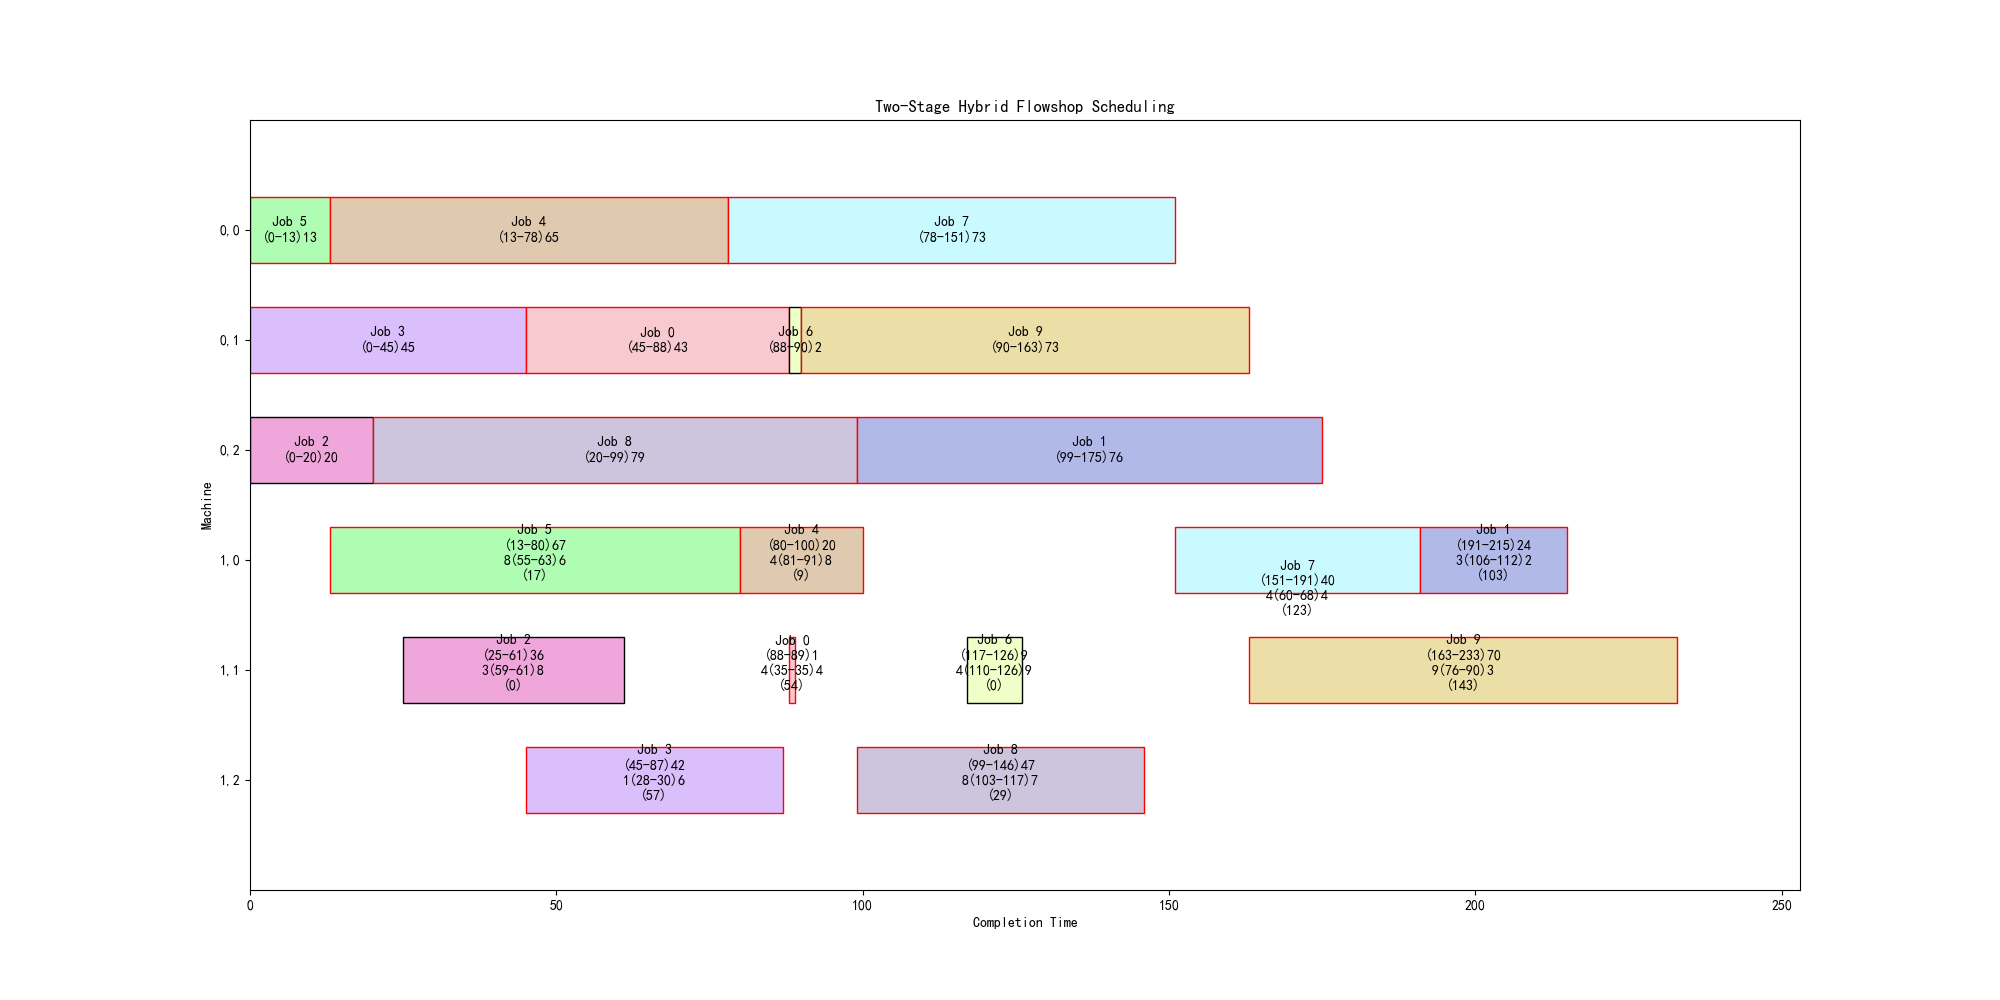 Two-Stage Hybrid Flowshop Scheduling
Machine
0,0
Job 5
(0-13)13
Job 4
(13-78)65
Job 7
(78-151)73
0,1
Job 3
(0-45)45
Job 0
(45-88)43
Job 6
(88-90)2
Job 9
(90-163)73
0,2
Job 2
(0-20)20
Job 8
(20-99)79
Job 1
(99-175)76
1,0
Job 5
(13-80)67
8(55-63)6
(17)
Job 4
(80-100)20
4(81-91)8
(9)
Job 7
(151-191)40
4(60-68)4
(123)
Job 1
(191-215)24
3(106-112)2
(103)
1,1
Job 2
(25-61)36
3(59-61)8
(0)
Job 0
(88-89)1
4(35-35)4
(54)
Job 6
(117-126)9
4(110-126)9
(0)
Job 9
(163-233)70
9(76-90)3
(143)
1,2
Job 3
(45-87)42
1(28-30)6
(57)
Job 8
(99-146)47
8(103-117)7
(29)
0
50
100
150
200
250
Completion Time